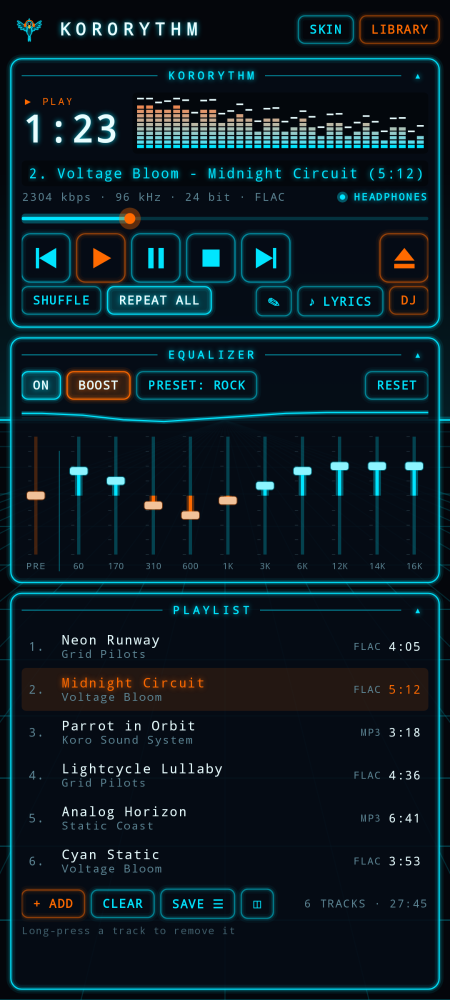 KORORYTHM
SKIN
LIBRARY
KORORYTHM
▲
▶ PLAY
1:23
2. Voltage Bloom - Midnight Circuit (5:12)
2304 kbps · 96 kHz · 24 bit · FLAC
HEADPHONES
SHUFFLE
REPEAT ALL
✎
♪ LYRICS
DJ
EQUALIZER
▲
ON
BOOST
PRESET: ROCK
RESET
PRE 60 170 310 600 1K 3K 6K 12K 14K 16K
PLAYLIST
▲
1. Neon Runway FLAC 4:05
Grid Pilots
2. Midnight Circuit FLAC 5:12
Voltage Bloom
3. Parrot in Orbit MP3 3:18
Koro Sound System
4. Lightcycle Lullaby FLAC 4:36
Grid Pilots
5. Analog Horizon MP3 6:41
Static Coast
6. Cyan Static FLAC 3:53
Voltage Bloom
+ ADD
CLEAR
SAVE ☰
◫
6 TRACKS · 27:45
Long-press a track to remove it